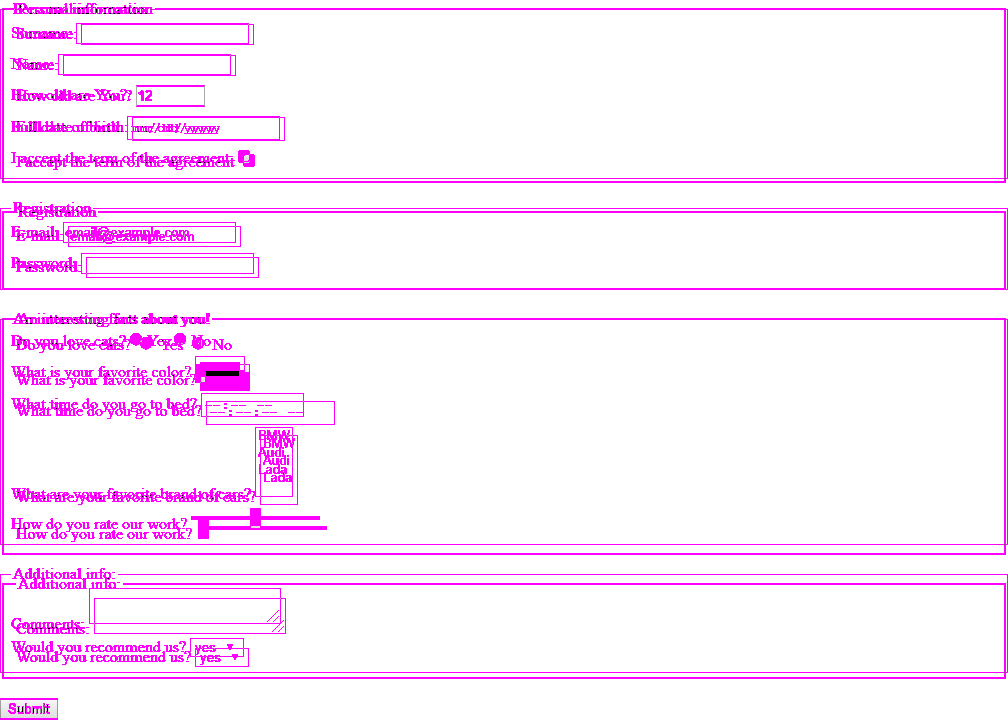 Personal information
Surname:
Name:
How old are You? 12
Full date of birth: mm/dd/yyyy
I accept the term of the agreement
Registration
E-mail: email@example.com
Password:
An interesting facts about you!
Do you love cats? Yes No
What is your favorite color?
What time do you go to bed? --:-- --
What are your favorite brand of cars? BMW
Audi
Lada
How do you rate our work?
Additional info:
Comments:
Would you recommend us? yes
Submit